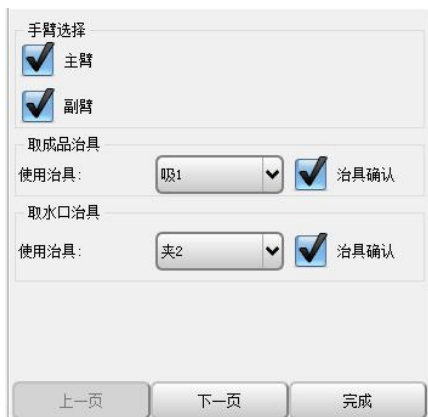 手臂选择
主臂
副臂
取成品治具
使用治具: 吸1 治具确认
取水口治具
使用治具: 夹2 治具确认
上一页 下一页 完成